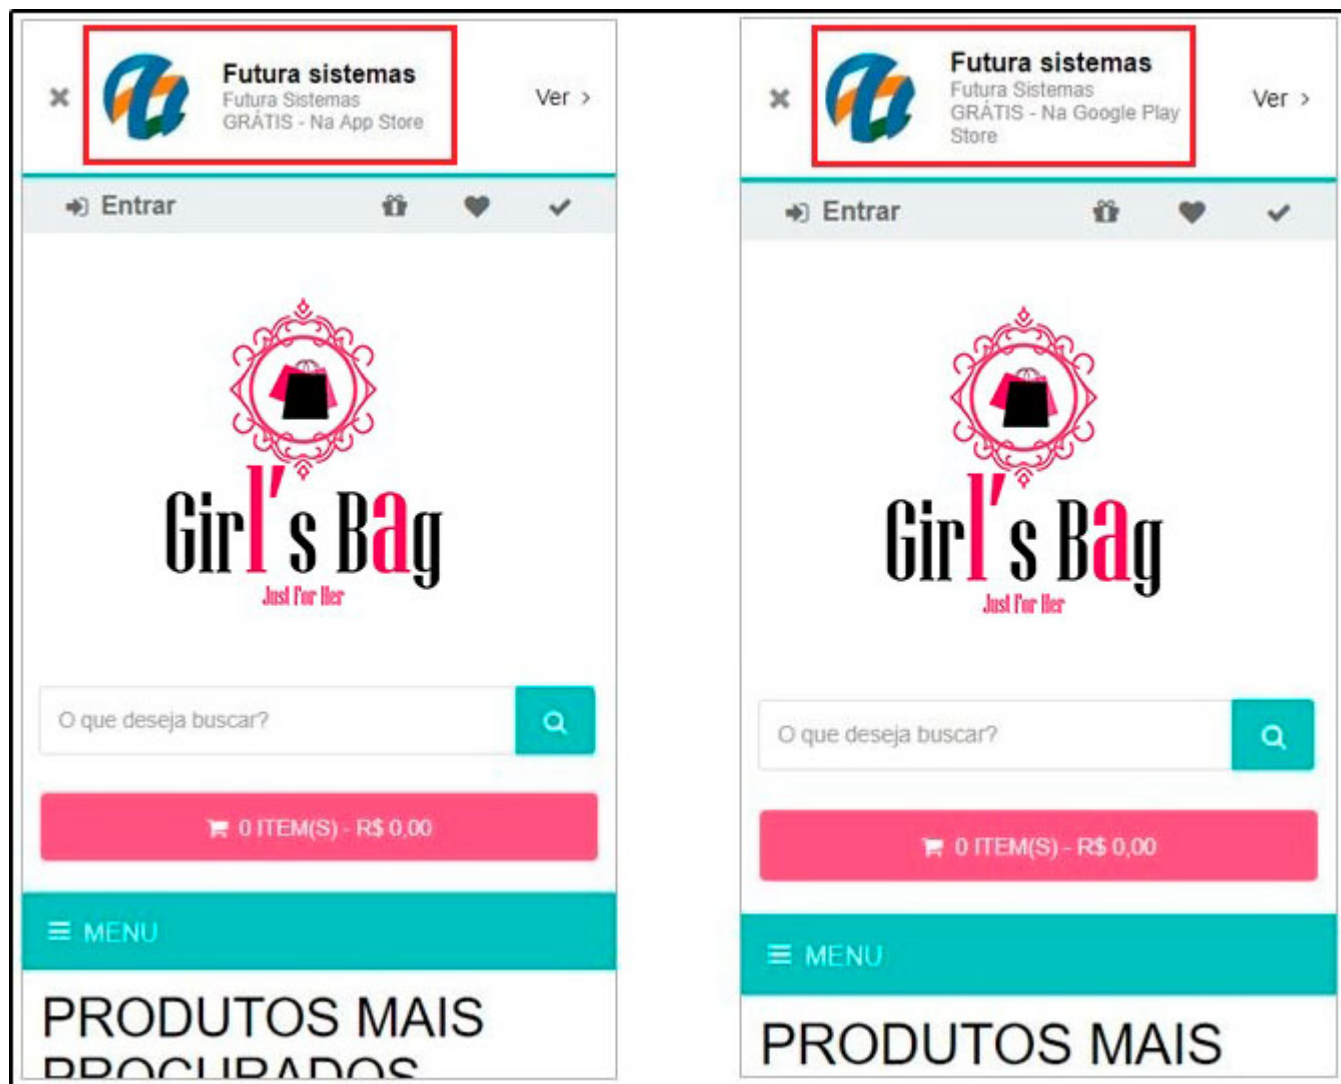 Futura sistemas
Futura Sistemas
GRÁTIS - Na App Store
Ver >
Entrar
Girl's Bag
Just For Her
O que deseja buscar?
0 ITEM(S) - R$ 0,00
MENU
PRODUTOS MAIS
PROCURADOS
Futura sistemas
Futura Sistemas
GRÁTIS - Na Google Play
Store
Ver >
Entrar
Girl's Bag
Just For Her
O que deseja buscar?
0 ITEM(S) - R$ 0,00
MENU
PRODUTOS MAIS